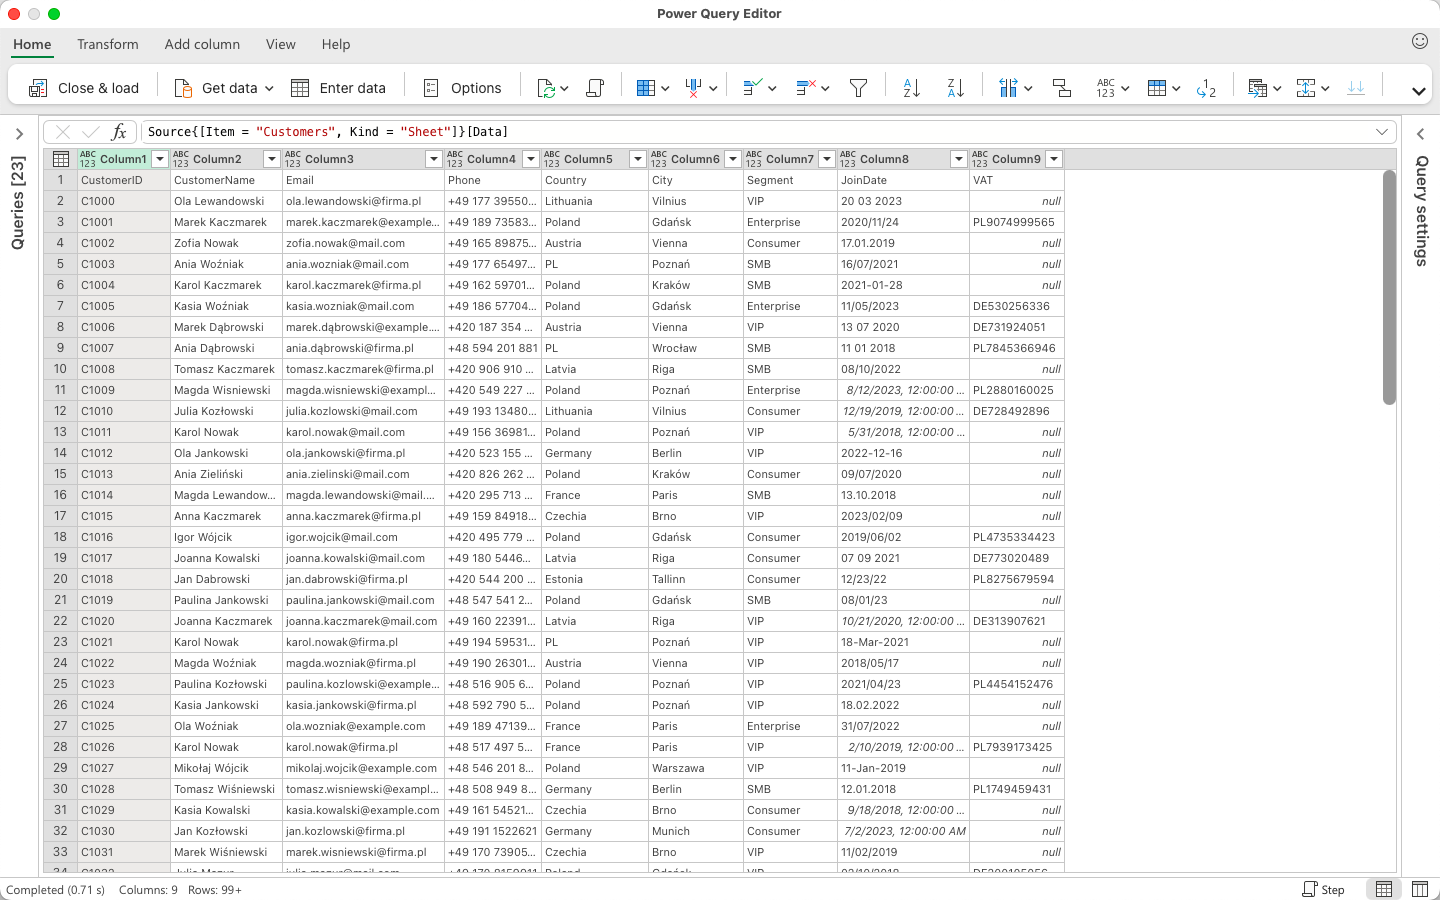 Power Query Editor
Home Transform Add column View Help
Close & load Get data Enter data Options
Source{[Item = "Customers", Kind = "Sheet"]}[Data]
Queries [23]
Query settings
Column1 Column2 Column3 Column4 Column5 Column6 Column7 Column8 Column9
1 CustomerID CustomerName Email Phone Country City Segment JoinDate VAT
2 C1000 Ola Lewandowski ola.lewandowski@firma.pl +49 177 39550... Lithuania Vilnius VIP 20 03 2023 null
3 C1001 Marek Kaczmarek marek.kaczmarek@example... +49 189 73583... Poland Gdańsk Enterprise 2020/11/24 PL9074999565
4 C1002 Zofia Nowak zofia.nowak@mail.com +49 165 89875... Austria Vienna Consumer 17.01.2019 null
5 C1003 Ania Woźniak ania.wozniak@mail.com +49 177 65497... PL Poznań SMB 16/07/2021 null
6 C1004 Karol Kaczmarek karol.kaczmarek@firma.pl +49 162 59701... Poland Kraków SMB 2021-01-28 null
7 C1005 Kasia Woźniak kasia.wozniak@mail.com +49 186 57704... Poland Gdańsk Enterprise 11/05/2023 DE530256336
8 C1006 Marek Dąbrowski marek.dąbrowski@example.... +420 187 354 ... Austria Vienna VIP 13 07 2020 DE731924051
9 C1007 Ania Dąbrowski ania.dąbrowski@firma.pl +48 594 201 881 PL Wrocław SMB 11 01 2018 PL7845366946
10 C1008 Tomasz Kaczmarek tomasz.kaczmarek@firma.pl +420 906 910 ... Latvia Riga SMB 08/10/2022 null
11 C1009 Magda Wisniewski magda.wisniewski@exampl... +420 549 227 ... Poland Poznań Enterprise 8/12/2023, 12:00:00 ... PL2880160025
12 C1010 Julia Kozłowski julia.kozlowski@mail.com +49 193 13480... Lithuania Vilnius Consumer 12/19/2019, 12:00:00 ... DE728492896
13 C1011 Karol Nowak karol.nowak@mail.com +49 156 36981... Poland Poznań VIP 5/31/2018, 12:00:00 ... null
14 C1012 Ola Jankowski ola.jankowski@firma.pl +420 523 155 ... Germany Berlin VIP 2022-12-16 null
15 C1013 Ania Zieliński ania.zielinski@mail.com +420 826 262 ... Poland Kraków Consumer 09/07/2020 null
16 C1014 Magda Lewandow... magda.lewandowski@mail.... +420 295 713 ... France Paris SMB 13.10.2018 null
17 C1015 Anna Kaczmarek anna.kaczmarek@firma.pl +49 159 84918... Czechia Brno VIP 2023/02/09 null
18 C1016 Igor Wójcik igor.wojcik@mail.com +420 495 779 ... Poland Gdańsk Consumer 2019/06/02 PL4735334423
19 C1017 Joanna Kowalski joanna.kowalski@mail.com +49 180 5446... Latvia Riga Consumer 07 09 2021 DE773020489
20 C1018 Jan Dabrowski jan.dabrowski@firma.pl +420 544 200 ... Estonia Tallinn Consumer 12/23/22 PL8275679594
21 C1019 Paulina Jankowski paulina.jankowski@mail.com +48 547 541 2... Poland Gdańsk SMB 08/01/23 null
22 C1020 Joanna Kaczmarek joanna.kaczmarek@mail.com +49 160 22391... Latvia Riga VIP 10/21/2020, 12:00:00 ... DE313907621
23 C1021 Karol Nowak karol.nowak@firma.pl +49 194 59531... PL Poznań VIP 18-Mar-2021 null
24 C1022 Magda Woźniak magda.wozniak@firma.pl +49 190 26301... Austria Vienna VIP 2018/05/17 null
25 C1023 Paulina Kozłowski paulina.kozlowski@example... +48 516 905 6... Poland Poznań VIP 2021/04/23 PL4454152476
26 C1024 Kasia Jankowski kasia.jankowski@firma.pl +48 592 790 5... Poland Poznań VIP 18.02.2022 null
27 C1025 Ola Woźniak ola.wozniak@example.com +49 189 47139... France Paris Enterprise 31/07/2022 null
28 C1026 Karol Nowak karol.nowak@firma.pl +48 517 497 5... France Paris VIP 2/10/2019, 12:00:00 ... PL7939173425
29 C1027 Mikołaj Wójcik mikolaj.wojcik@example.com +48 546 201 8... Poland Warszawa VIP 11-Jan-2019 null
30 C1028 Tomasz Wiśniewski tomasz.wisniewski@exampl... +48 508 949 8... Germany Berlin SMB 12.01.2018 PL1749459431
31 C1029 Kasia Kowalski kasia.kowalski@example.com +49 161 54521... Czechia Brno Consumer 9/18/2018, 12:00:00 ... null
32 C1030 Jan Kozłowski jan.kozlowski@firma.pl +49 191 1522621 Germany Munich Consumer 7/2/2023, 12:00:00 AM null
33 C1031 Marek Wiśniewski marek.wisniewski@firma.pl +49 170 73905... Czechia Brno VIP 11/02/2019 null
Completed (0.71 s) Columns: 9 Rows: 99+ Step